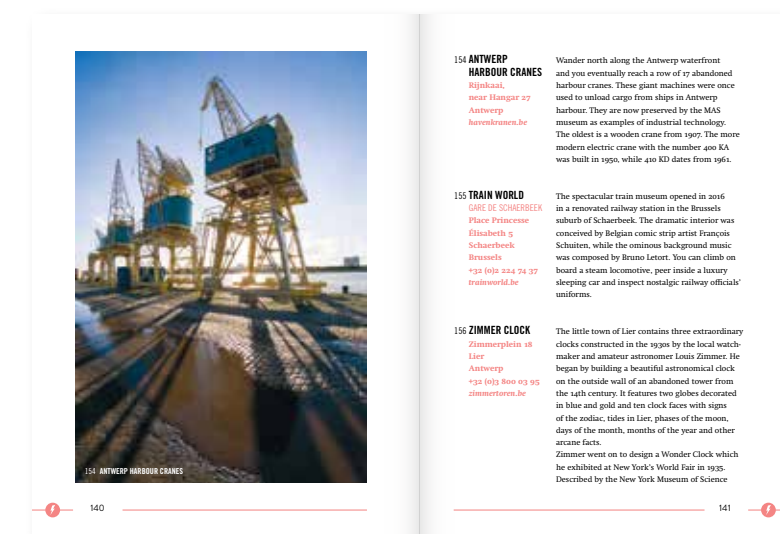 154 ANTWERP HARBOUR CRANES
140
154 ANTWERP
HARBOUR CRANES
Rijnkaai,
near Hangar 27
Antwerp
havenkranen.be
Wander north along the Antwerp waterfront
and you eventually reach a row of 17 abandoned
harbour cranes. These giant machines were once
used to unload cargo from ships in Antwerp
harbour. They are now preserved by the MAS
museum as examples of industrial technology.
The oldest is a wooden crane from 1907. The more
modern electric crane with the number 400 KA
was built in 1950, while 410 KD dates from 1961.
155 TRAIN WORLD
GARE DE SCHAERBEEK
Place Princesse
Élisabeth 5
Schaerbeek
Brussels
+32 (0)2 224 74 37
trainworld.be
The spectacular train museum opened in 2016
in a renovated railway station in the Brussels
suburb of Schaerbeek. The dramatic interior was
conceived by Belgian comic strip artist François
Schuiten, while the ominous background music
was composed by Bruno Letort. You can climb on
board a steam locomotive, peer inside a luxury
sleeping car and inspect nostalgic railway officials'
uniforms.
156 ZIMMER CLOCK
Zimmerplein 18
Lier
Antwerp
+32 (0)3 800 03 95
zimmertoren.be
The little town of Lier contains three extraordinary
clocks constructed in the 1930s by the local watch-
maker and amateur astronomer Louis Zimmer. He
began by building a beautiful astronomical clock
on the outside wall of an abandoned tower from
the 14th century. It features two globes decorated
in blue and gold and ten clock faces with signs
of the zodiac, tides in Lier, phases of the moon,
days of the month, months of the year and other
arcane facts.
Zimmer went on to design a Wonder Clock which
he exhibited at New York's World Fair in 1935.
Described by the New York Museum of Science
141